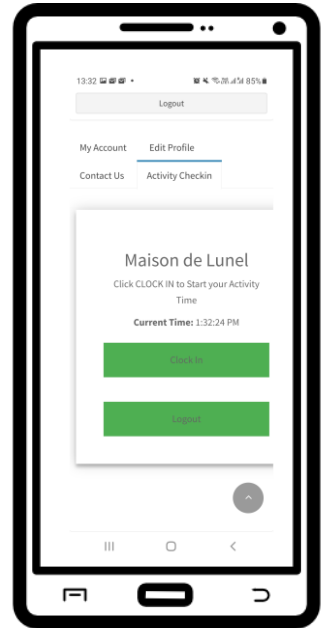 13:32 85%
Logout
My Account Edit Profile
Contact Us Activity Checkin
Maison de Lunel
Click CLOCK IN to Start your Activity
Time
Current Time: 1:32:24 PM
Clock In
Logout